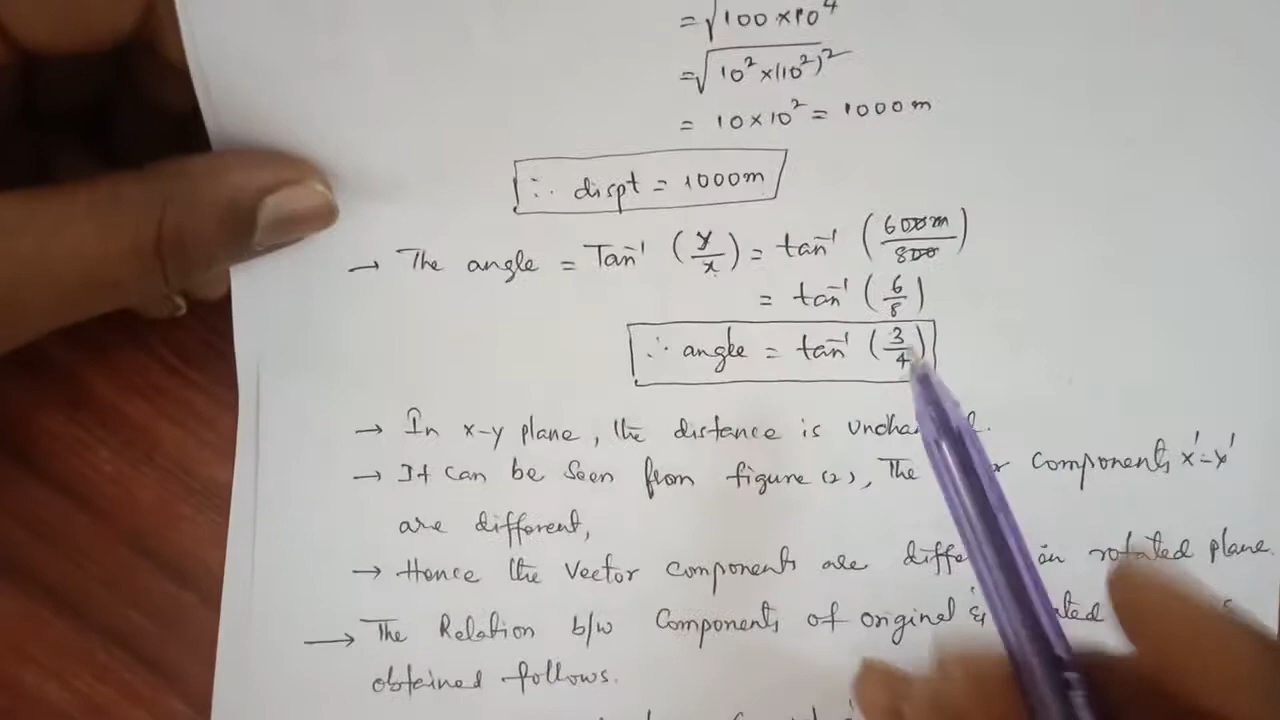 = √100 × 10⁴
= √10² × (10²)²
= 10 × 10² = 1000 m
∴ dispt = 1000m
→ The angle = Tan⁻¹ (y/x) = tan⁻¹ (600m/800)
= tan⁻¹ (6/8)
∴ angle = tan⁻¹ (3/4)
→ In x-y plane, the distance is
→ It can be seen from figure (2), The components x'-y'
are different,
→ Hence the vector components are in rotated plane.
→ The Relation b/w components of original &
obtained follows.